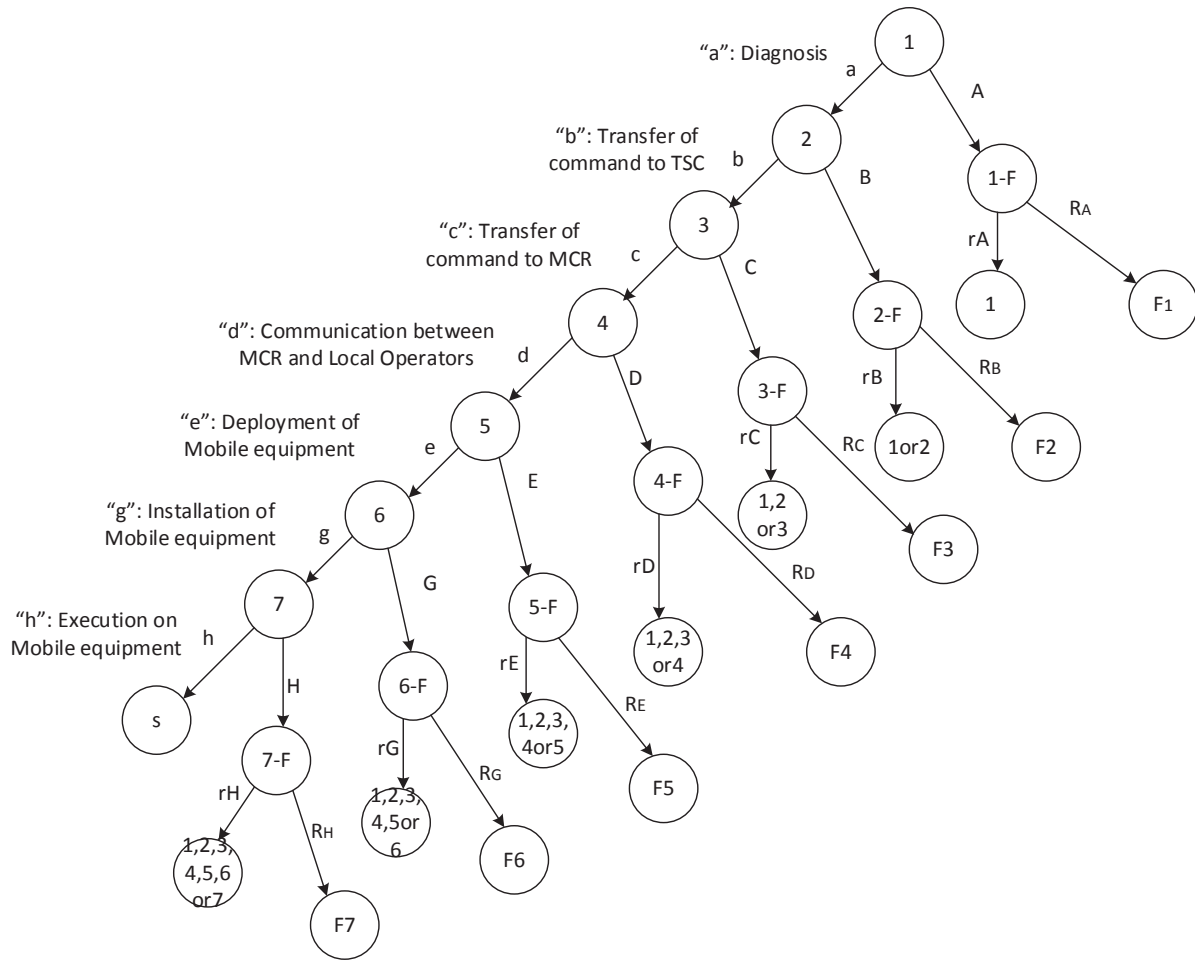 1
“a”: Diagnosis
a
A
2
“b”: Transfer of
command to TSC
b
B
1-F
rA
RA
1
F1
3
“c”: Transfer of
command to MCR
c
C
2-F
rB
RB
1or2
F2
4
“d”: Communication between
MCR and Local Operators
d
D
3-F
rC
RC
1,2
or3
F3
5
“e”: Deployment of
Mobile equipment
e
E
4-F
rD
RD
1,2,3
or4
F4
6
“g”: Installation of
Mobile equipment
g
G
5-F
rE
RE
1,2,3,
4or5
F5
7
“h”: Execution on
Mobile equipment
h
H
s
6-F
rG
RG
1,2,3,
4,5or
6
F6
7-F
rH
RH
1,2,3,
4,5,6
or7
F7